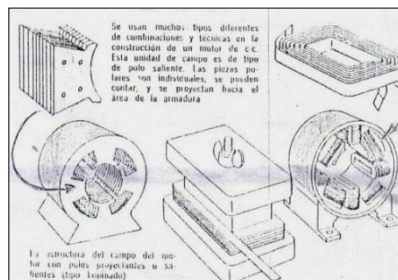 Se usan muchos tipos diferentes
de combinaciones y técnicas en la
construcción de un motor de c-c.
Esta unidad de campo es de tipo
de polo saliente. Las piezas po-
lares son individuales, se pueden
contar, y se proyectan hacia el
área de la armadura
La estructura del campo del mo-
tor con polos proyectantes o sa-
lientes (tipo laminado)